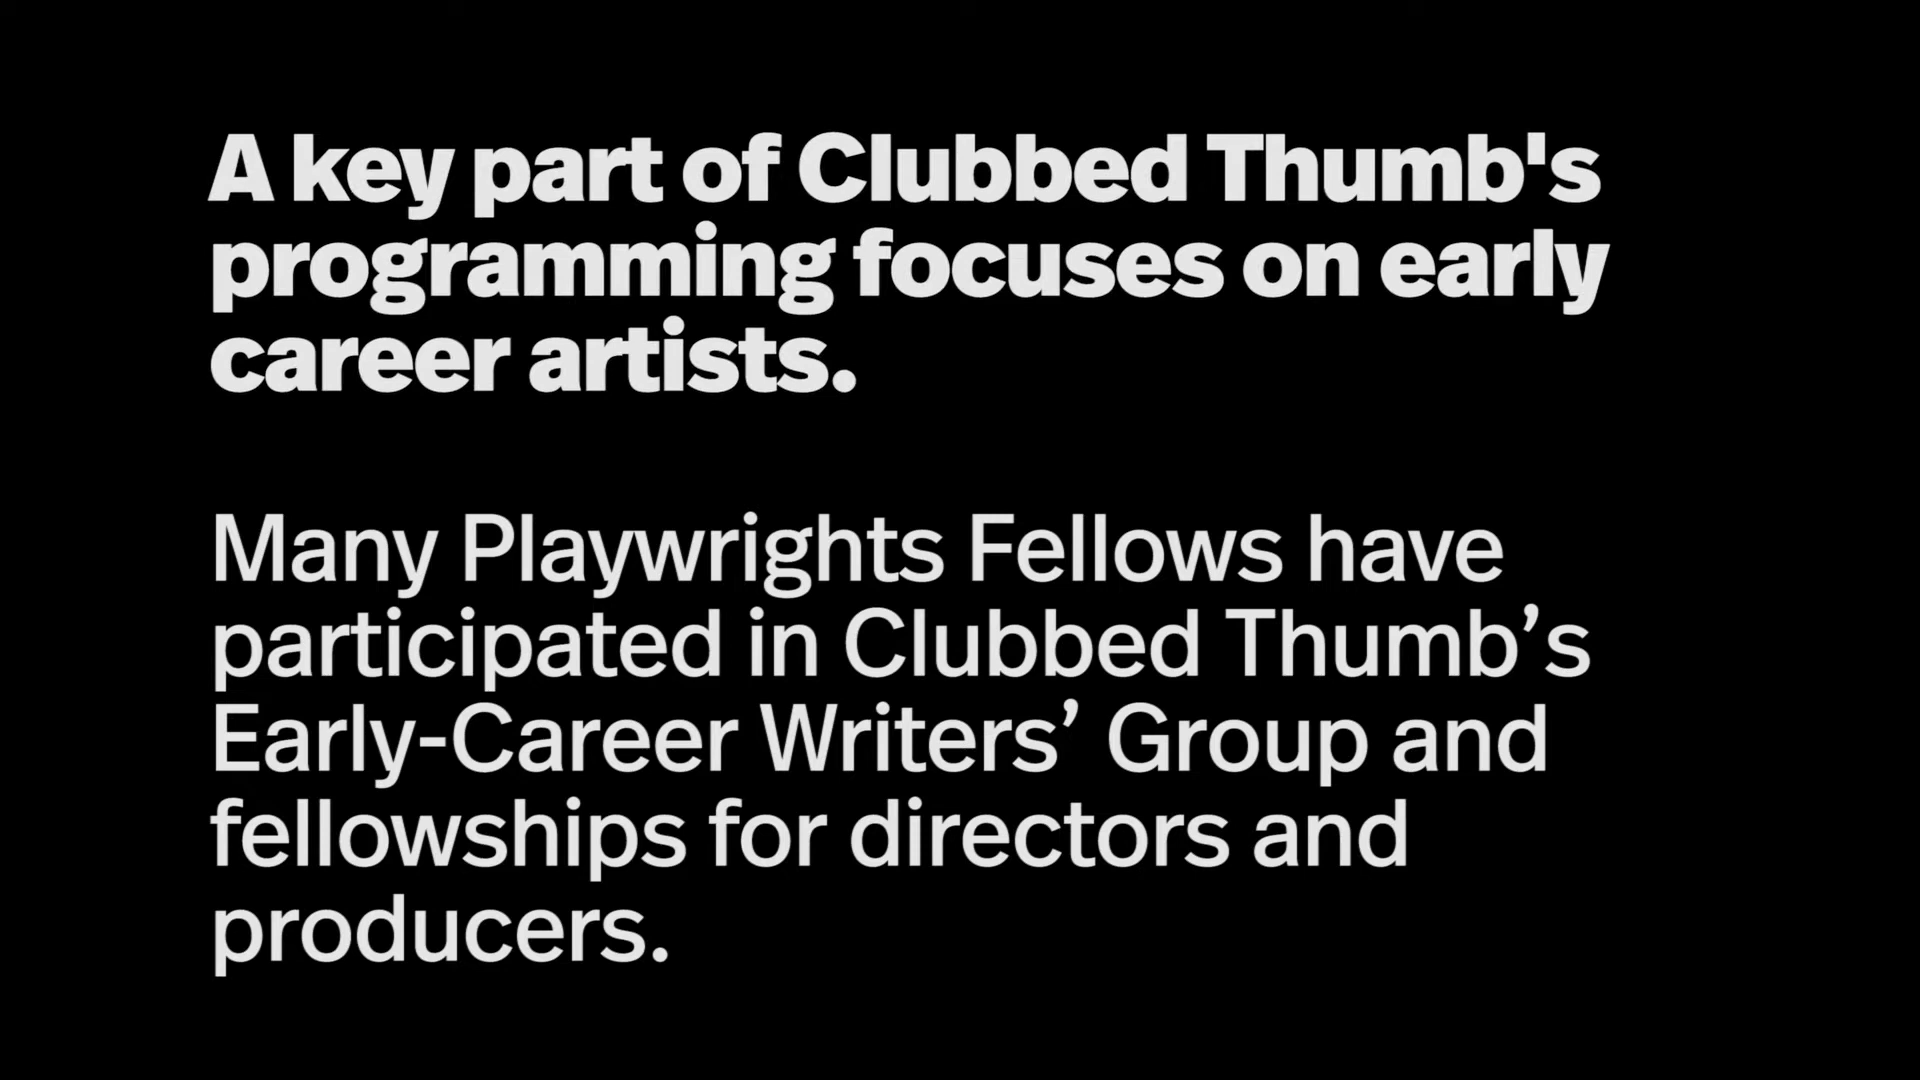 A key part of Clubbed Thumb's
programming focuses on early
career artists.
Many Playwrights Fellows have
participated in Clubbed Thumb’s
Early-Career Writers’ Group and
fellowships for directors and
producers.